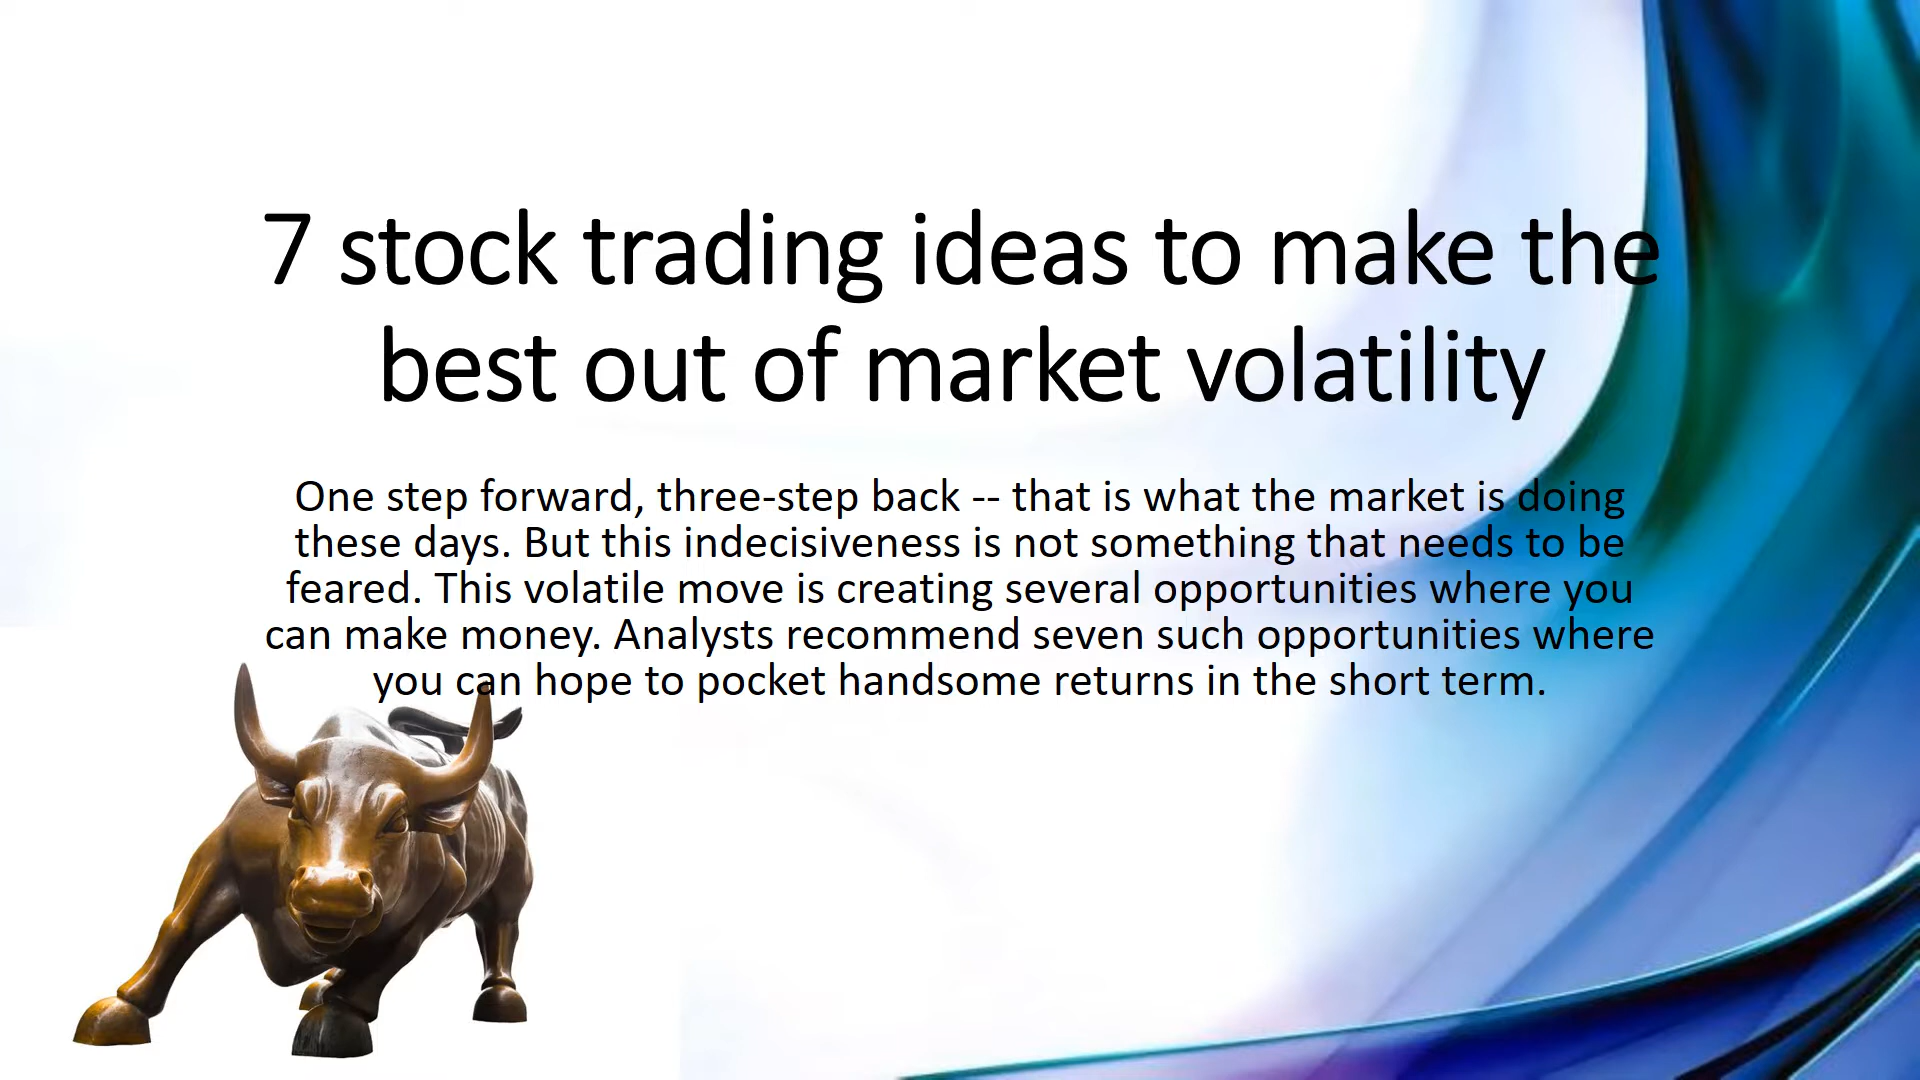 7 stock trading ideas to make the
best out of market volatility
One step forward, three-step back -- that is what the market is doing
these days. But this indecisiveness is not something that needs to be
feared. This volatile move is creating several opportunities where you
can make money. Analysts recommend seven such opportunities where
you can hope to pocket handsome returns in the short term.